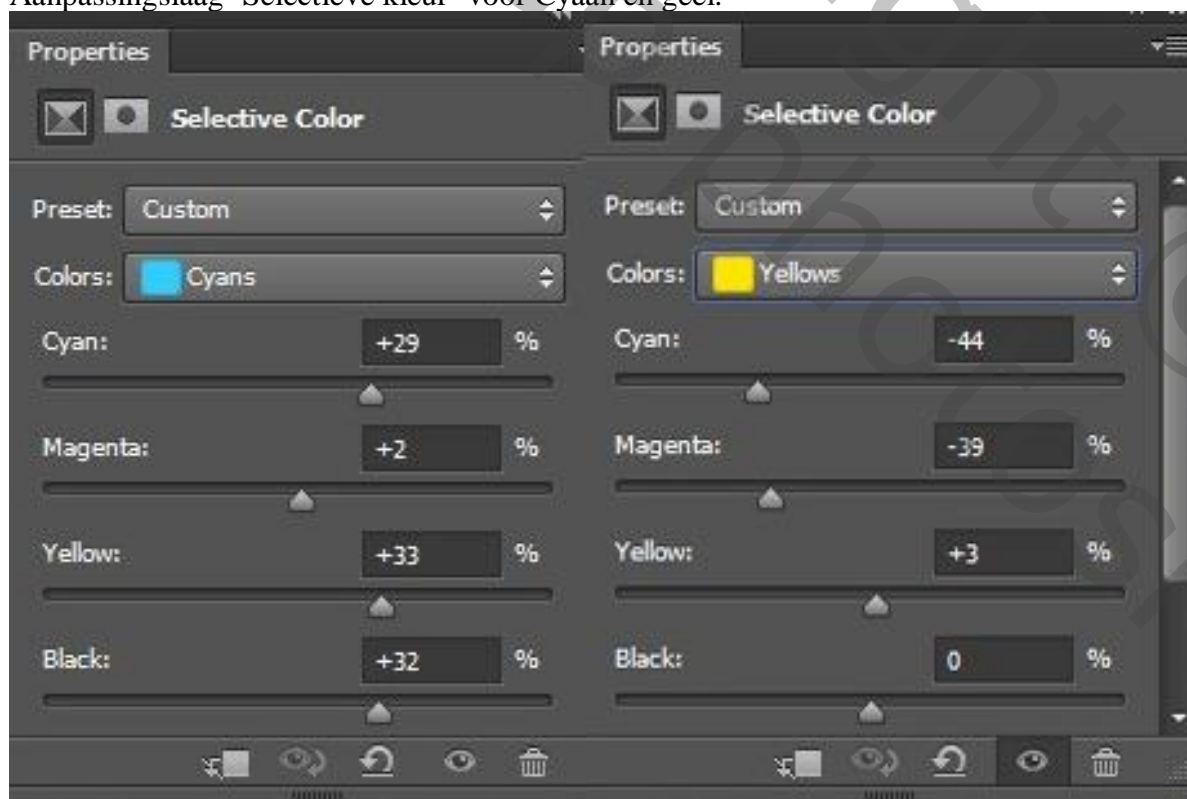 Aanpassingslaag 'Selectieve kleur' voor Cyaan en geel.
Properties
Selective Color
Preset: Custom
Colors: Cyans
Cyan: +29 %
Magenta: +2 %
Yellow: +33 %
Black: +32 %
Properties
Selective Color
Preset: Custom
Colors: Yellows
Cyan: -44 %
Magenta: -39 %
Yellow: +3 %
Black: 0 %